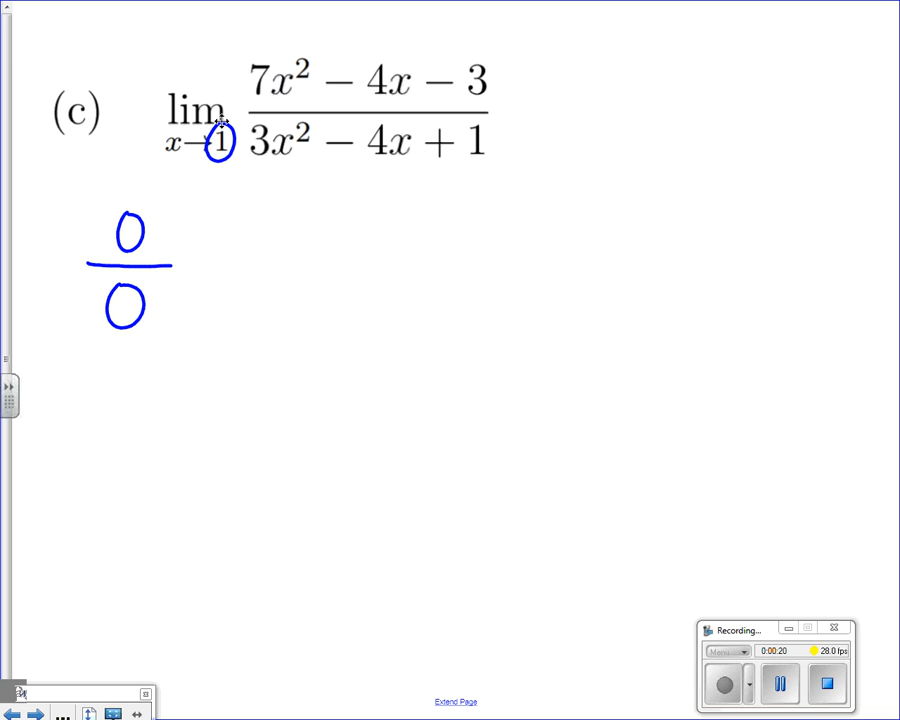 (c) lim x→1 7x² − 4x − 3
3x² − 4x + 1
0
0
Recording...
Menu
0:00:20
28.0 fps
...
Extend Page